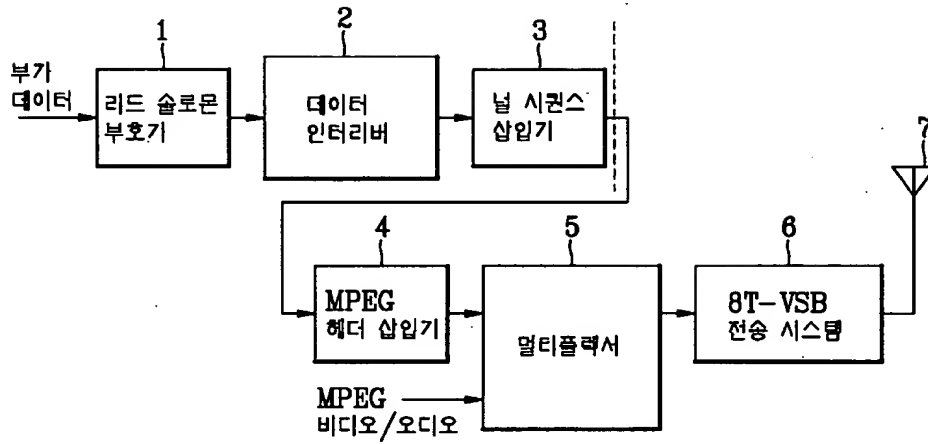 1
2
3
부가
데이터
리드 솔로몬
부호기
데이터
인터리버
널 시퀀스
삽입기
7
4
5
6
MPEG
헤더 삽입기
멀티플렉서
8T-VSB
전송 시스템
MPEG
비디오/오디오